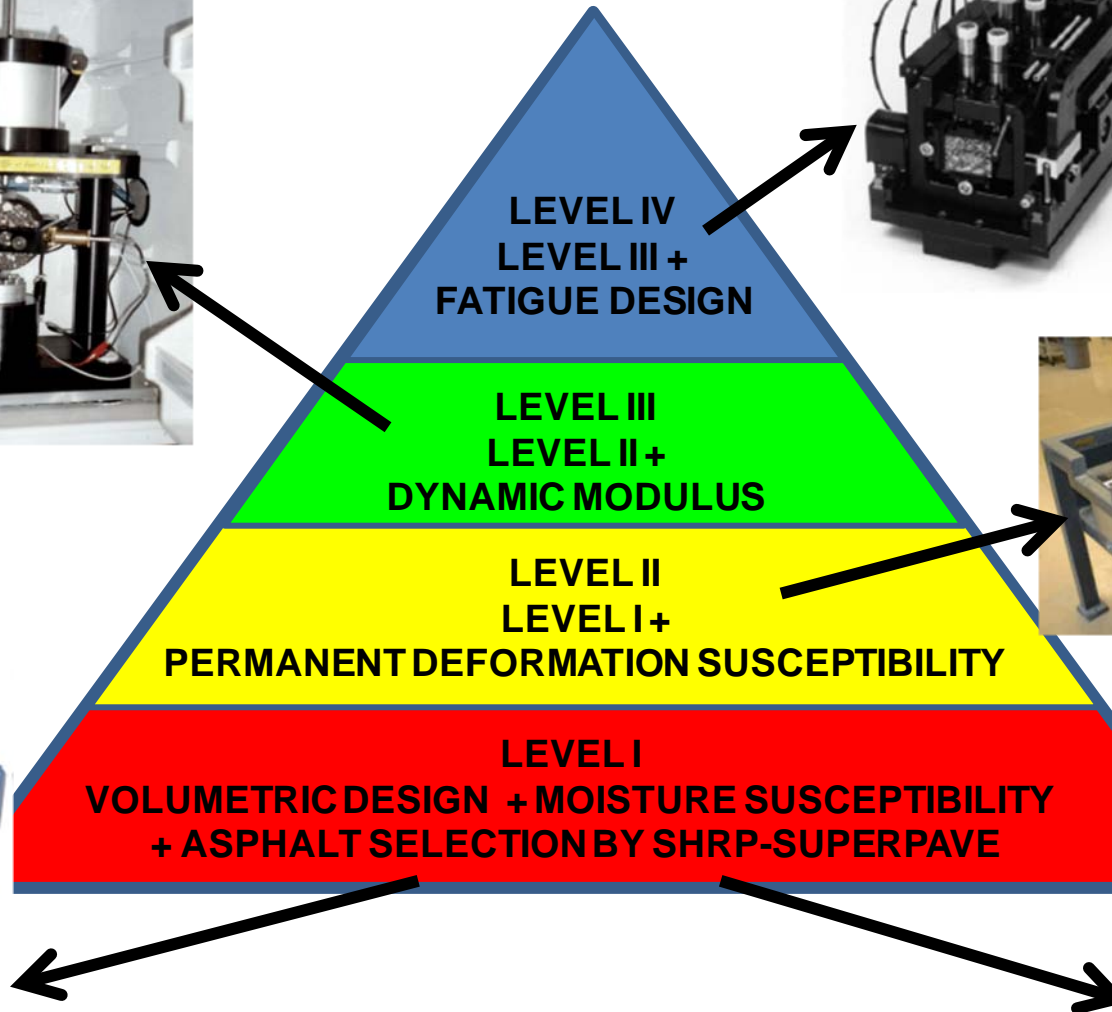 LEVEL IV
LEVEL III +
FATIGUE DESIGN
LEVEL III
LEVEL II +
DYNAMIC MODULUS
LEVEL II
LEVEL I +
PERMANENT DEFORMATION SUSCEPTIBILITY
LEVEL I
VOLUMETRIC DESIGN + MOISTURE SUSCEPTIBILITY
+ ASPHALT SELECTION BY SHRP-SUPERPAVE